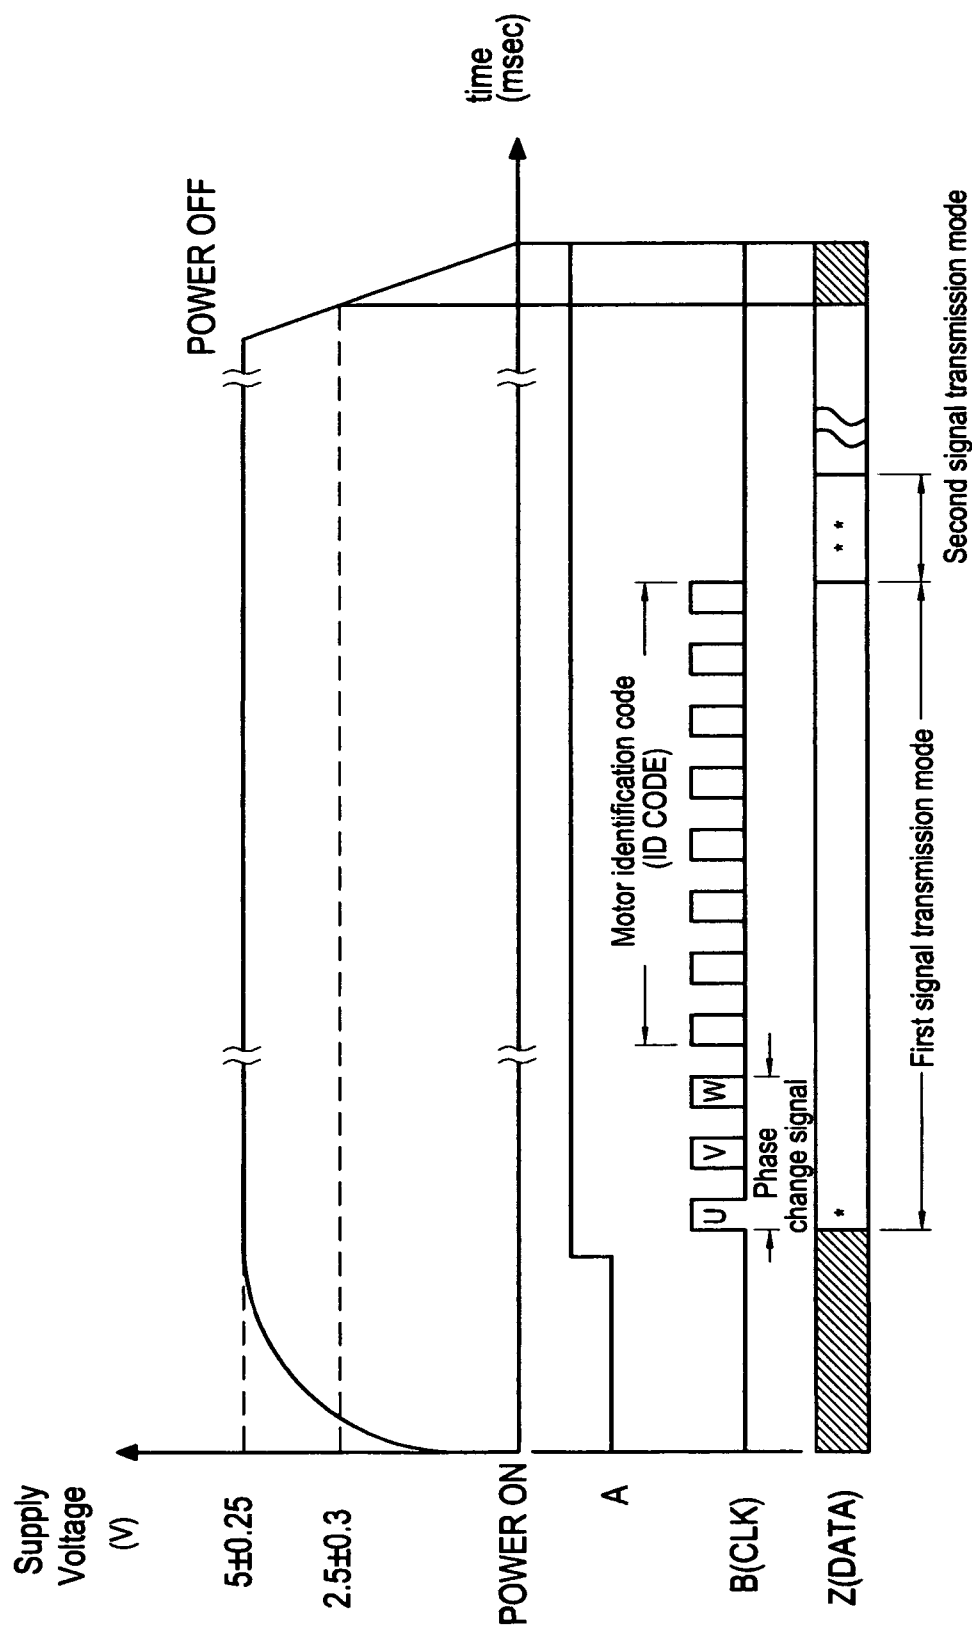 Supply
Voltage
(V)
5±0.25
2.5±0.3
POWER ON
POWER OFF
time
(msec)
A
Motor identification code
(ID CODE)
B(CLK)
U
V
W
Phase
change signal
Z(DATA)
*
* *
First signal transmission mode
Second signal transmission mode